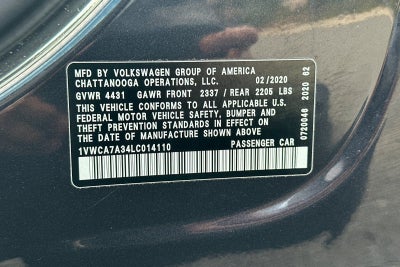 MFD BY VOLKSWAGEN GROUP OF AMERICA
CHATTANOOGA OPERATIONS, LLC. 02/2020
GVWR 4431 GAWR FRONT 2337 / REAR 2205 LBS
THIS VEHICLE CONFORMS TO ALL APPLICABLE U.S.
FEDERAL MOTOR VEHICLE SAFETY, BUMPER AND
THEFT PREVENTION STANDARDS IN EFFECT ON
THE DATE OF MANUFACTURE SHOWN ABOVE
1VWCA7A34LC014110 PASSENGER CAR
0720046 2020 62